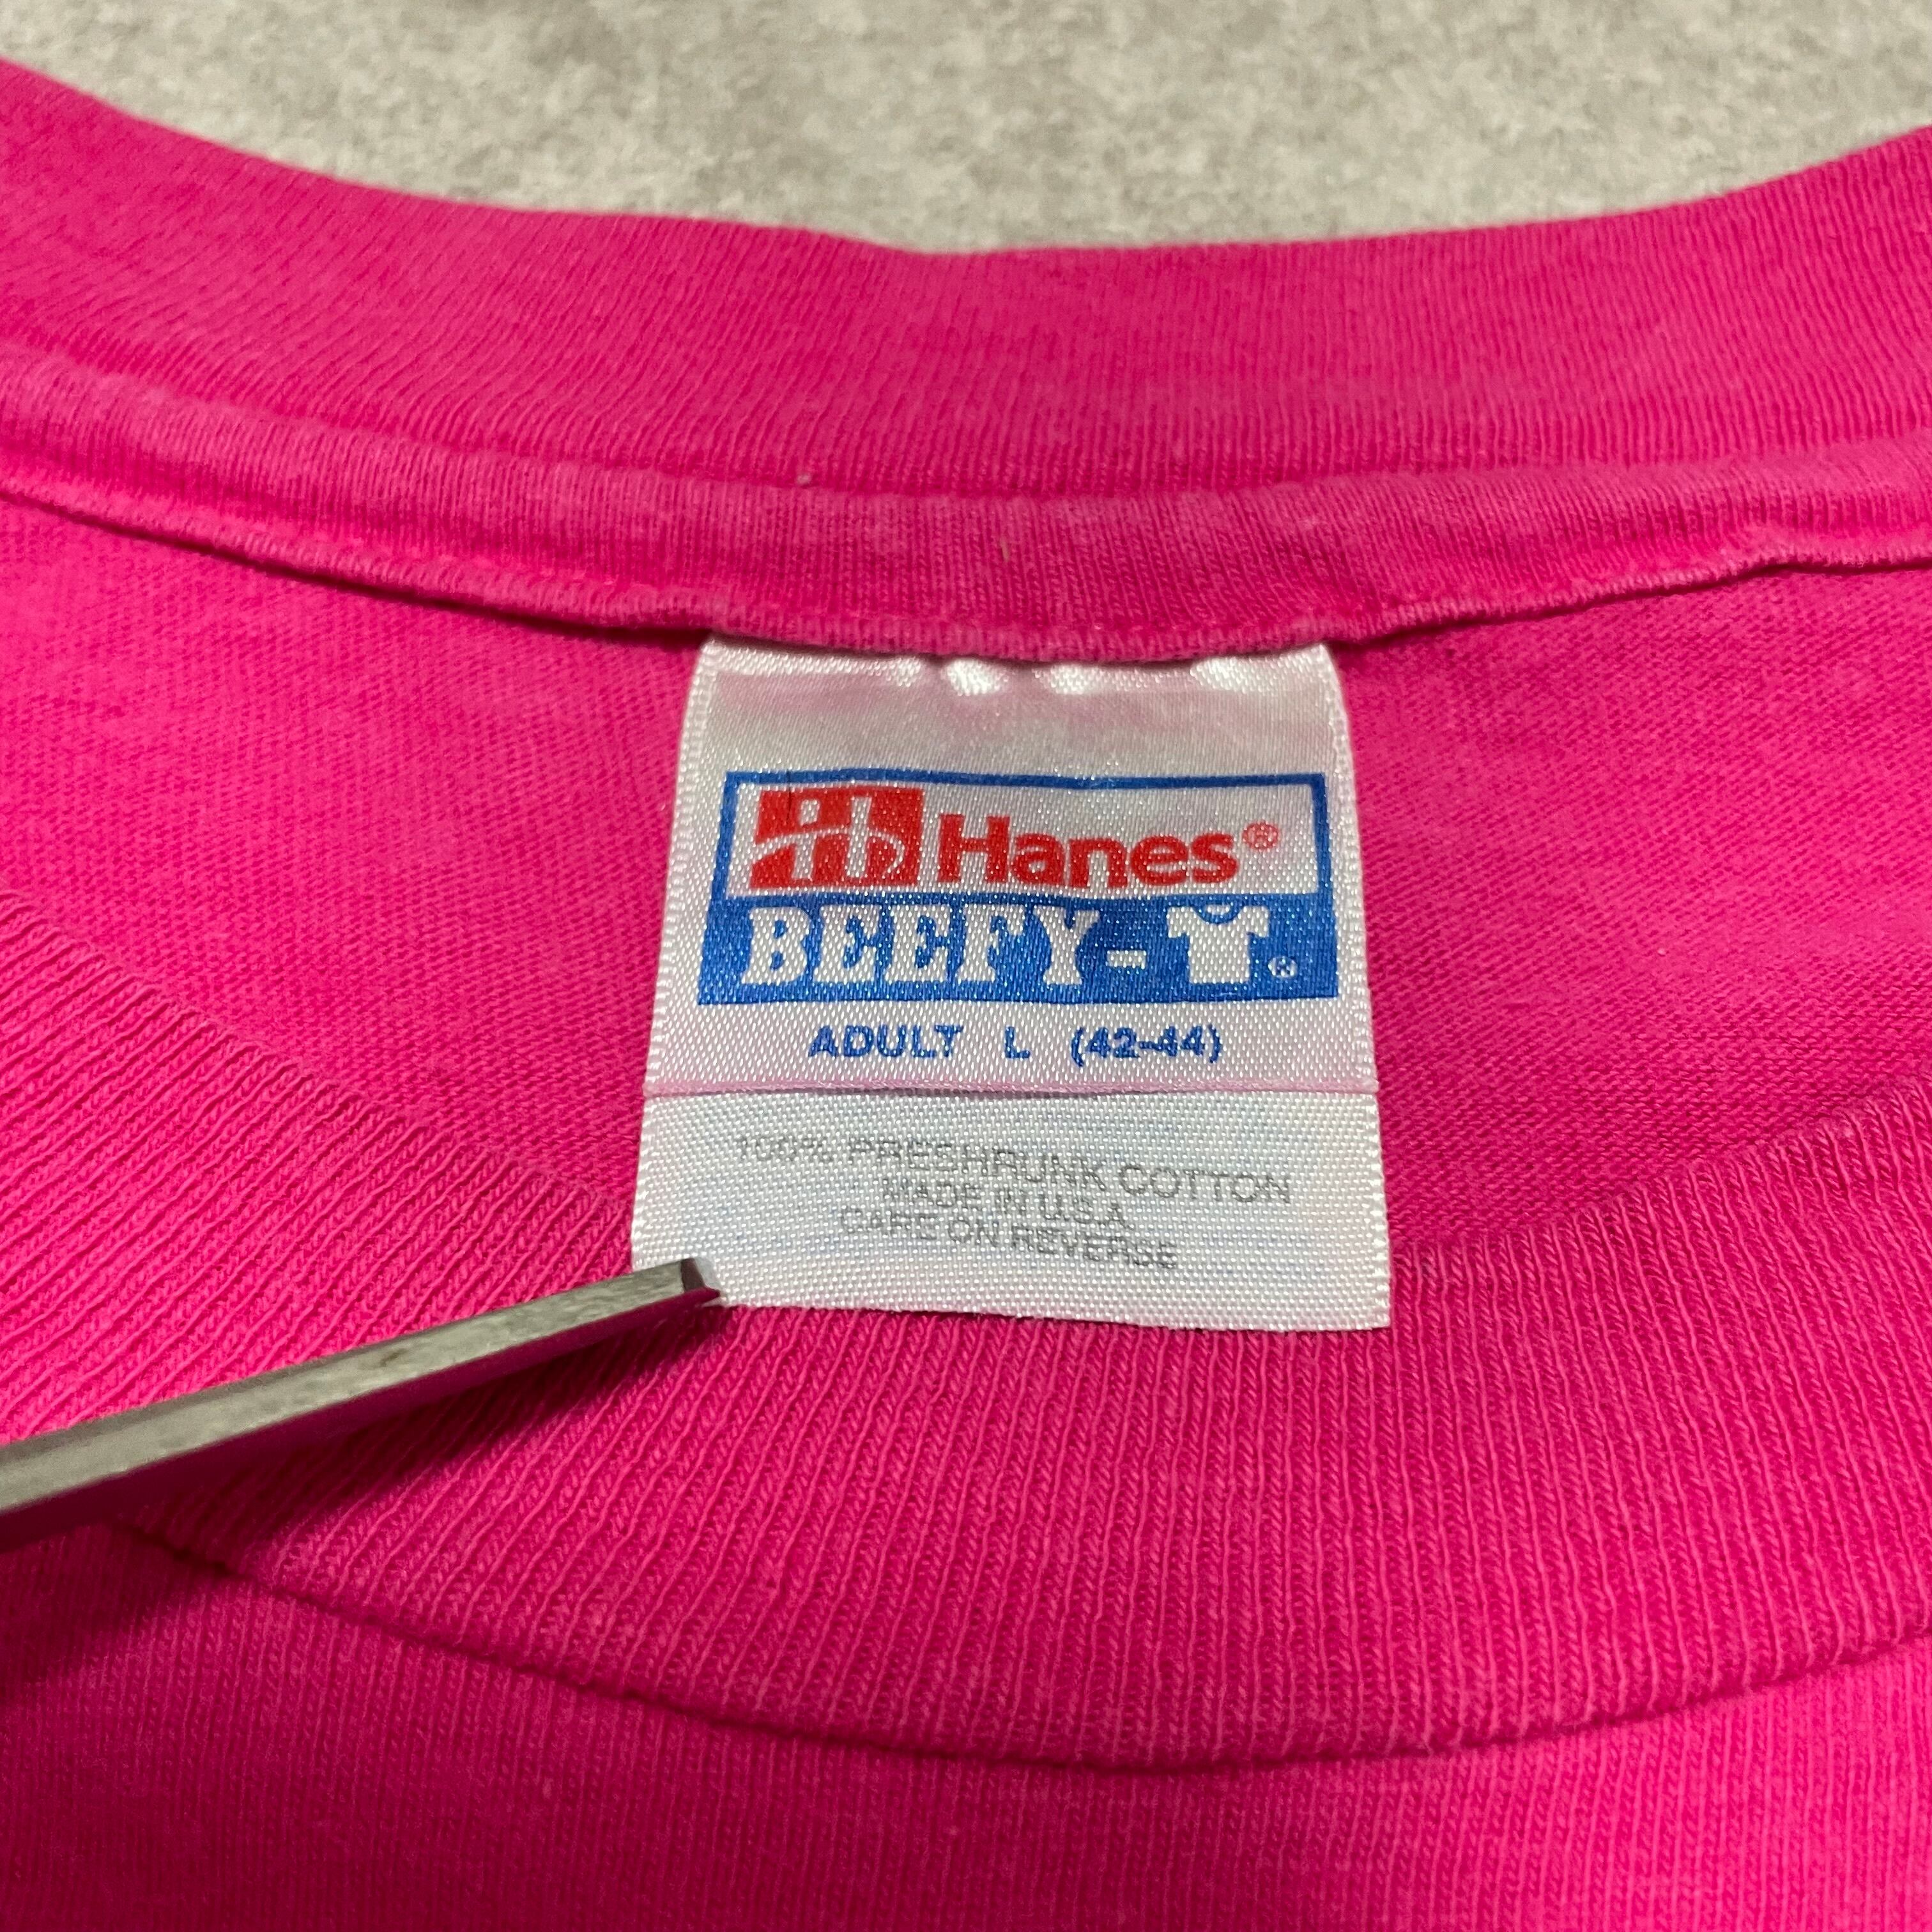 Hanes®
BEEFY-T®
ADULT L (42-44)
100% PRESHRUNK COTTON
MADE IN U.S.A.
CARE ON REVERSE